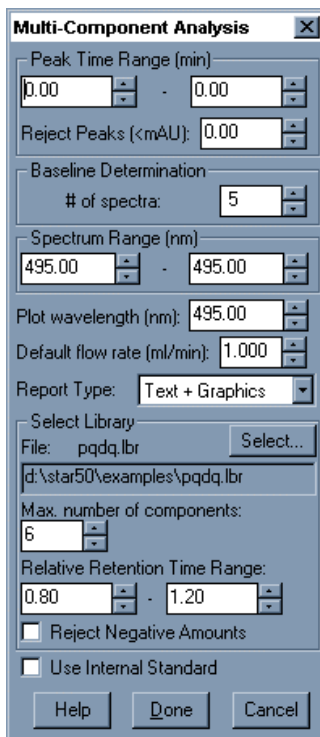 Multi-Component Analysis
Peak Time Range (min)
0.00 - 0.00
Reject Peaks (<mAU): 0.00
Baseline Determination
# of spectra: 5
Spectrum Range (nm)
495.00 - 495.00
Plot wavelength (nm): 495.00
Default flow rate (ml/min): 1.000
Report Type: Text + Graphics
Select Library
File: pqdq.lbr Select...
d:\star50\examples\pqdq.lbr
Max. number of components:
6
Relative Retention Time Range:
0.80 - 1.20
Reject Negative Amounts
Use Internal Standard
Help Done Cancel